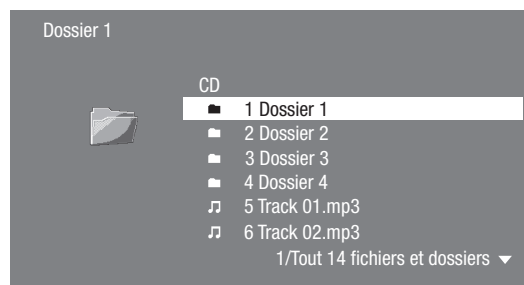 Dossier 1
CD
1 Dossier 1
2 Dossier 2
3 Dossier 3
4 Dossier 4
5 Track 01.mp3
6 Track 02.mp3
1/Tout 14 fichiers et dossiers